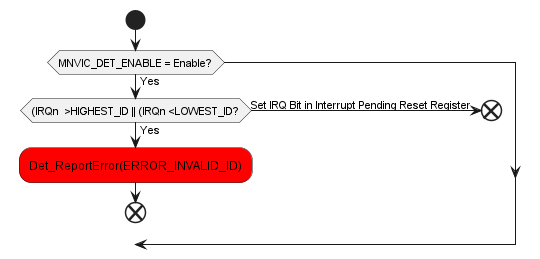 MNVIC_DET_ENABLE = Enable?
Yes
(IRQn >HIGHEST_ID || (IRQn <LOWEST_ID?
Set IRQ Bit in Interrupt Pending Reset Register
Yes
Det_ReportError(ERROR_INVALID_ID)